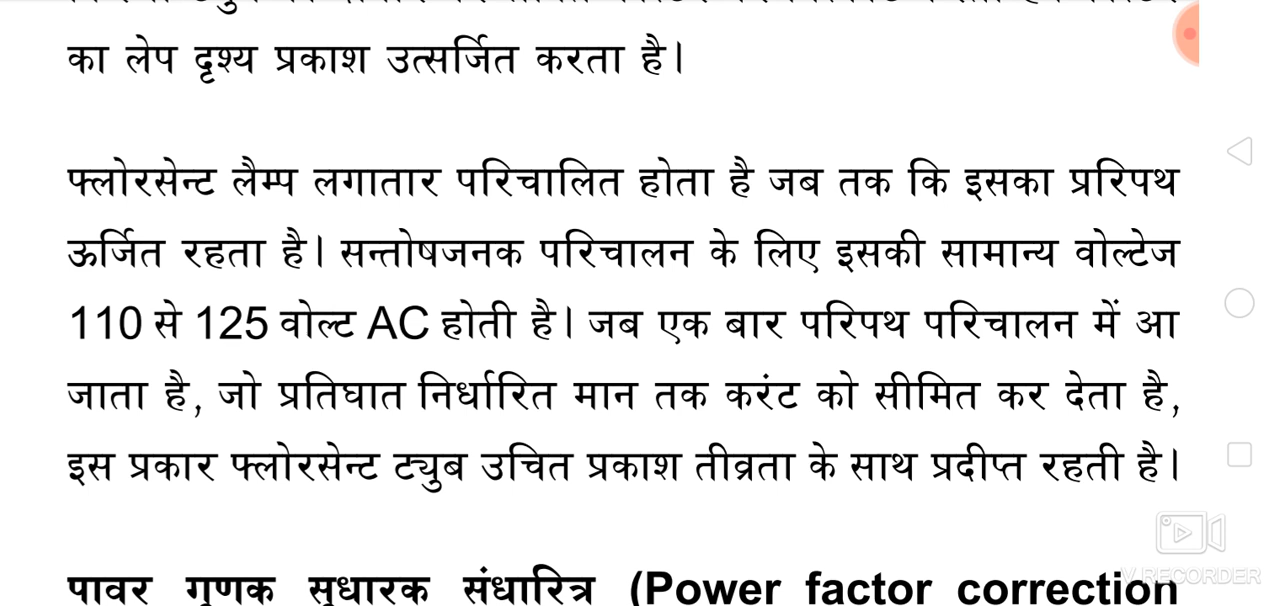 का लेप दृश्य प्रकाश उत्सर्जित करता है।
फ्लोरसेन्ट लैम्प लगातार परिचालित होता है जब तक कि इसका प्ररिपथ
ऊर्जित रहता है। सन्तोषजनक परिचालन के लिए इसकी सामान्य वोल्टेज
110 से 125 वोल्ट AC होती है। जब एक बार परिपथ परिचालन में आ
जाता है, जो प्रतिघात निर्धारित मान तक करंट को सीमित कर देता है,
इस प्रकार फ्लोरसेन्ट ट्युब उचित प्रकाश तीव्रता के साथ प्रदीप्त रहती है।
पावर गुणक सुधारक संधारित्र (Power factor correction
V RECORDER